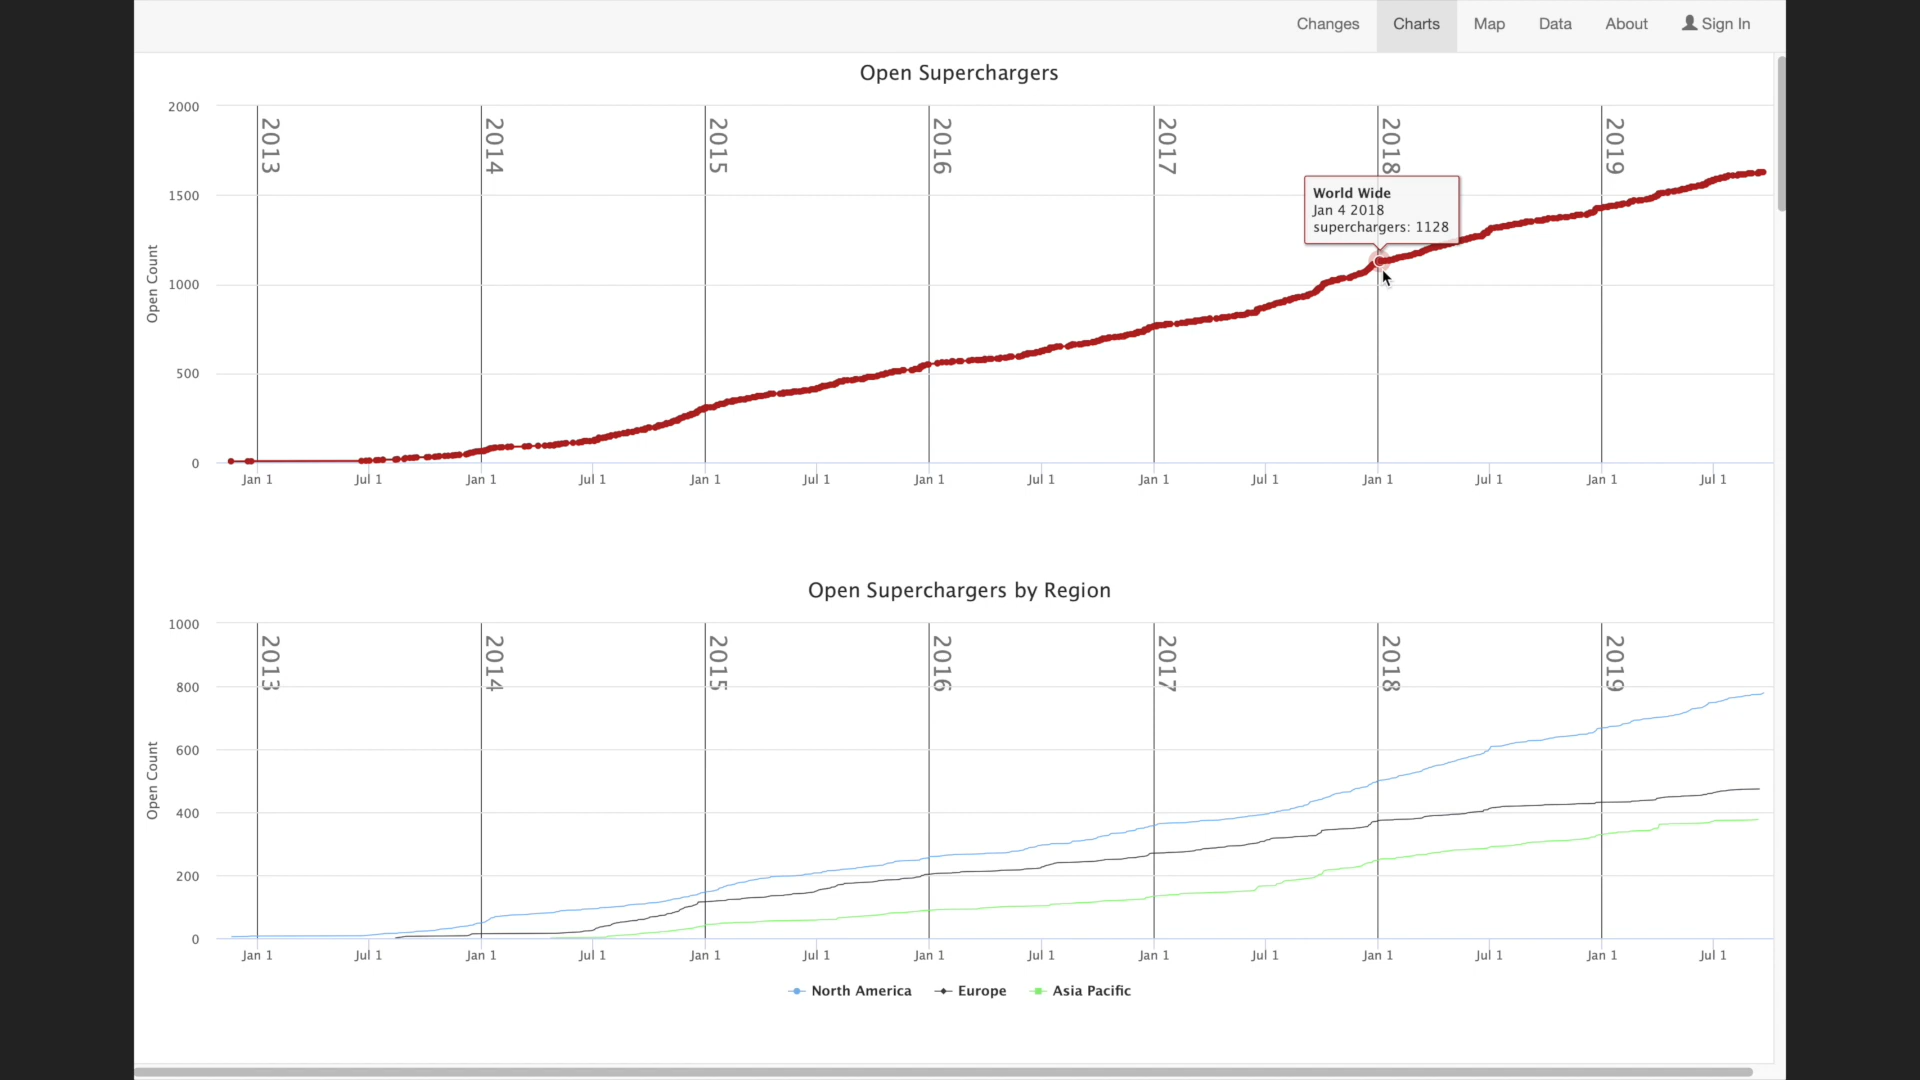 Changes Charts Map Data About Sign In
Open Superchargers
2000
1500
1000
500
0
Open Count
2013 2014 2015 2016 2017 2018 2019
World Wide
Jan 4 2018
superchargers: 1128
Jan 1 Jul 1 Jan 1 Jul 1 Jan 1 Jul 1 Jan 1 Jul 1 Jan 1 Jul 1 Jan 1 Jul 1 Jan 1 Jul 1
Open Superchargers by Region
1000
800
600
400
200
0
Open Count
2013 2014 2015 2016 2017 2018 2019
Jan 1 Jul 1 Jan 1 Jul 1 Jan 1 Jul 1 Jan 1 Jul 1 Jan 1 Jul 1 Jan 1 Jul 1 Jan 1 Jul 1
North America Europe Asia Pacific